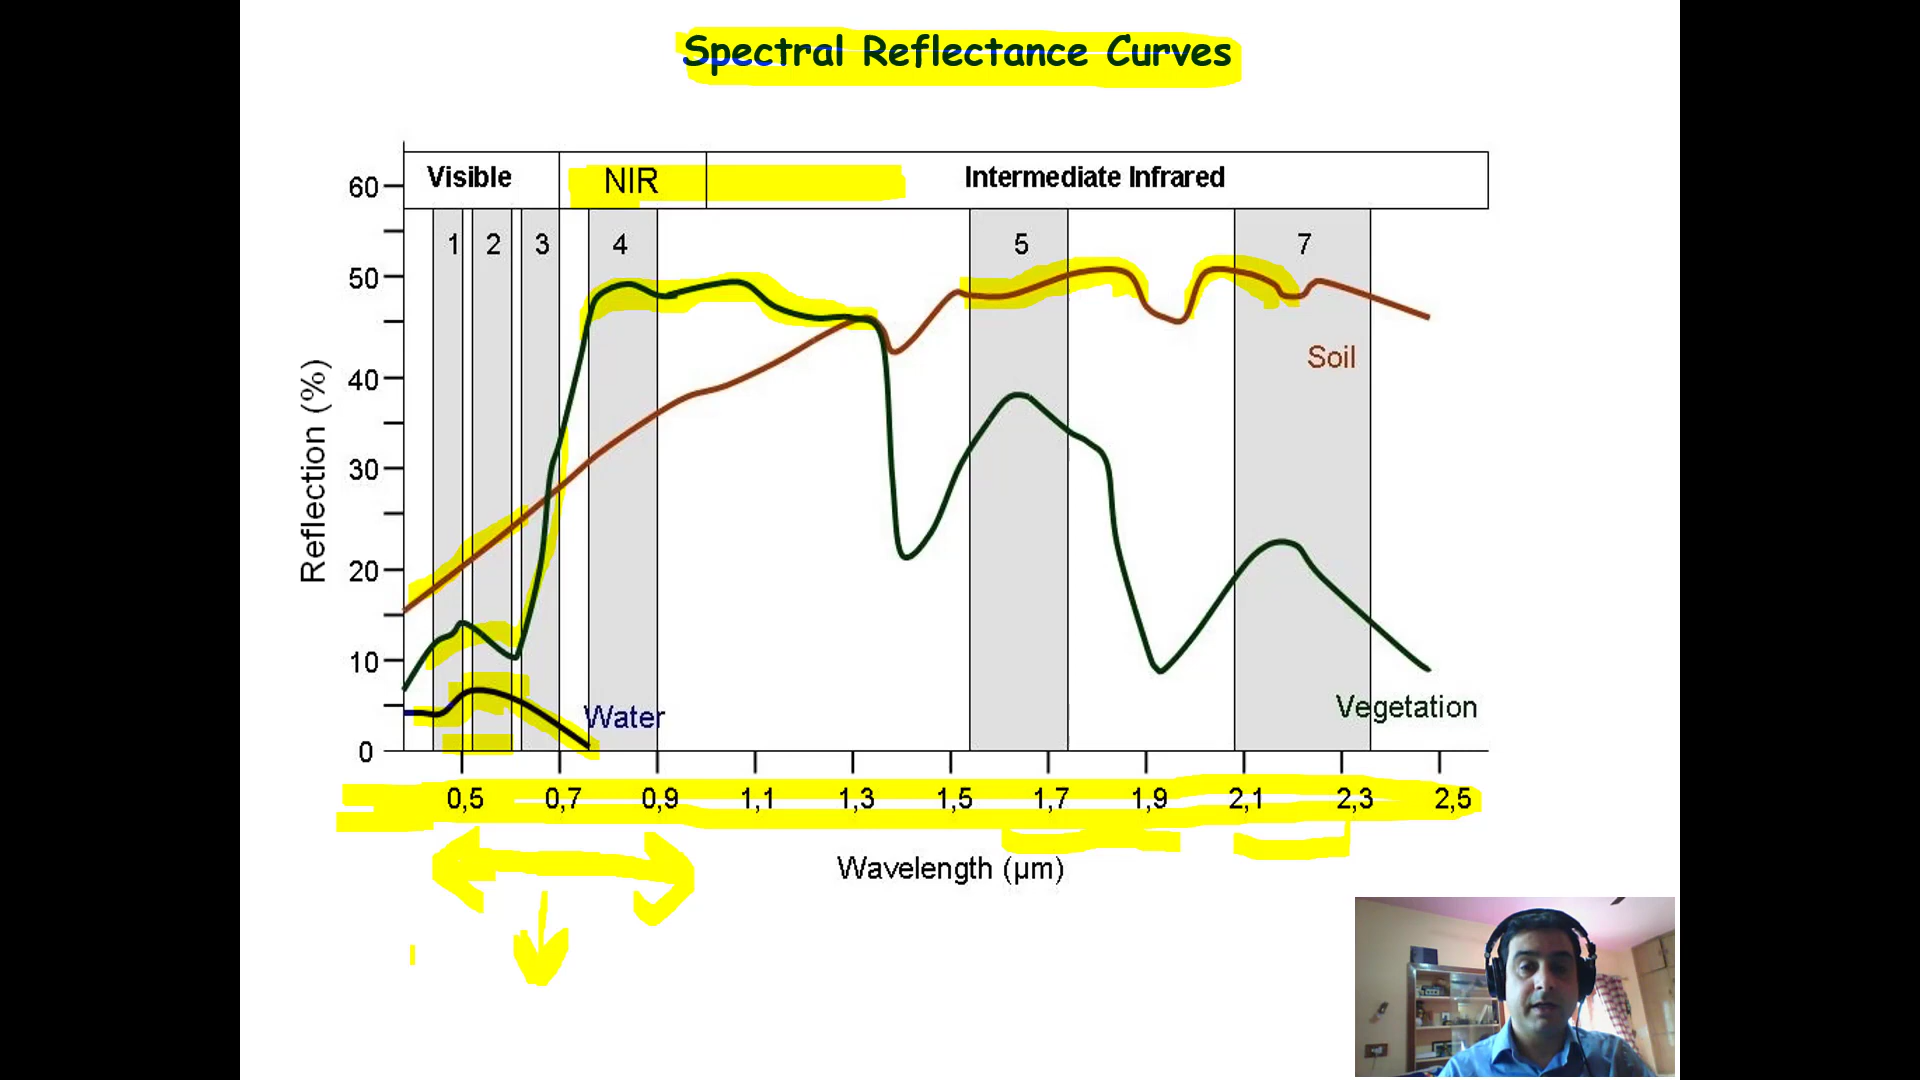 Spectral Reflectance Curves
Visible
NIR
Intermediate Infrared
60
50
40
30
20
10
0
Reflection (%)
1
2
3
4
5
7
Soil
Water
Vegetation
0,5 0,7 0,9 1,1 1,3 1,5 1,7 1,9 2,1 2,3 2,5
Wavelength (µm)